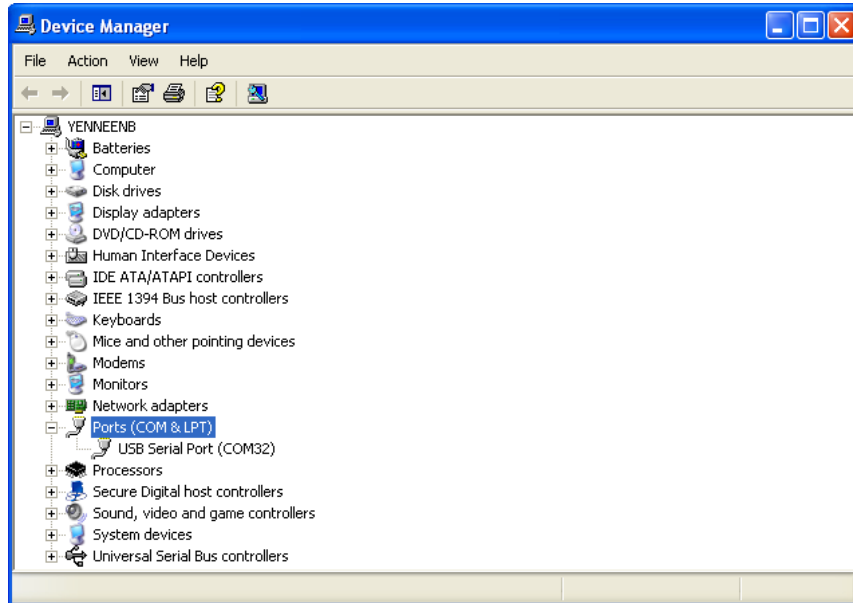 Device Manager
File Action View Help
YENNEENB
Batteries
Computer
Disk drives
Display adapters
DVD/CD-ROM drives
Human Interface Devices
IDE ATA/ATAPI controllers
IEEE 1394 Bus host controllers
Keyboards
Mice and other pointing devices
Modems
Monitors
Network adapters
Ports (COM & LPT)
USB Serial Port (COM32)
Processors
Secure Digital host controllers
Sound, video and game controllers
System devices
Universal Serial Bus controllers